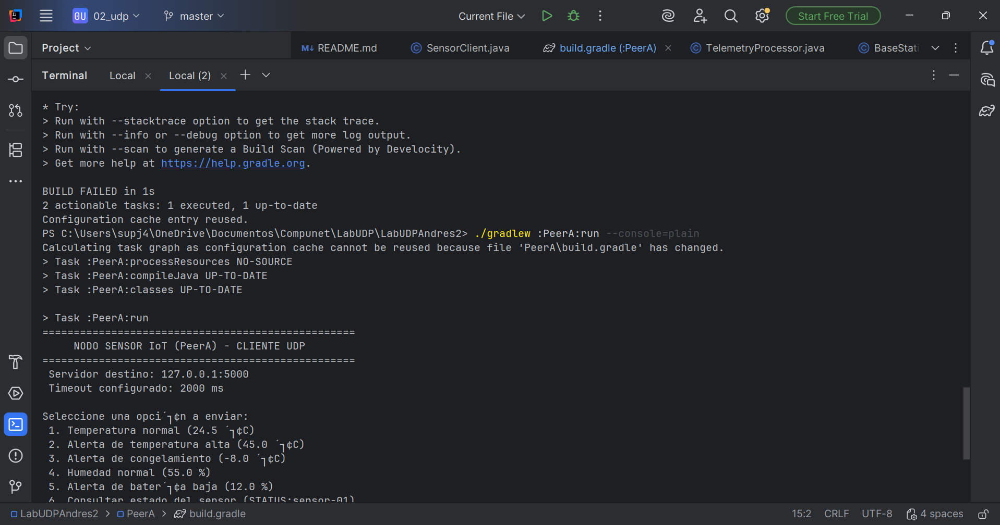 0U 02_udp master Current File Start Free Trial
Project M↓ README.md SensorClient.java build.gradle (:PeerA) TelemetryProcessor.java BaseStati
Terminal Local Local (2)
* Try:
> Run with --stacktrace option to get the stack trace.
> Run with --info or --debug option to get more log output.
> Run with --scan to generate a Build Scan (Powered by Develocity).
> Get more help at https://help.gradle.org.
BUILD FAILED in 1s
2 actionable tasks: 1 executed, 1 up-to-date
Configuration cache entry reused.
PS C:\Users\supj4\OneDrive\Documentos\Compunet\LabUDP\LabUDPAndres2> ./gradlew :PeerA:run --console=plain
Calculating task graph as configuration cache cannot be reused because file 'PeerA\build.gradle' has changed.
> Task :PeerA:processResources NO-SOURCE
> Task :PeerA:compileJava UP-TO-DATE
> Task :PeerA:classes UP-TO-DATE
> Task :PeerA:run
==================================================
NODO SENSOR IoT (PeerA) - CLIENTE UDP
==================================================
Servidor destino: 127.0.0.1:5000
Timeout configurado: 2000 ms
Seleccione una opci´┐¢n a enviar:
1. Temperatura normal (24.5 ´┐¢C)
2. Alerta de temperatura alta (45.0 ´┐¢C)
3. Alerta de congelamiento (-8.0 ´┐¢C)
4. Humedad normal (55.0 %)
5. Alerta de bater´┐¢a baja (12.0 %)
6. Consultar estado del sensor (STATUS:sensor-01)
LabUDPAndres2 > PeerA > build.gradle 15:2 CRLF UTF-8 4 spaces